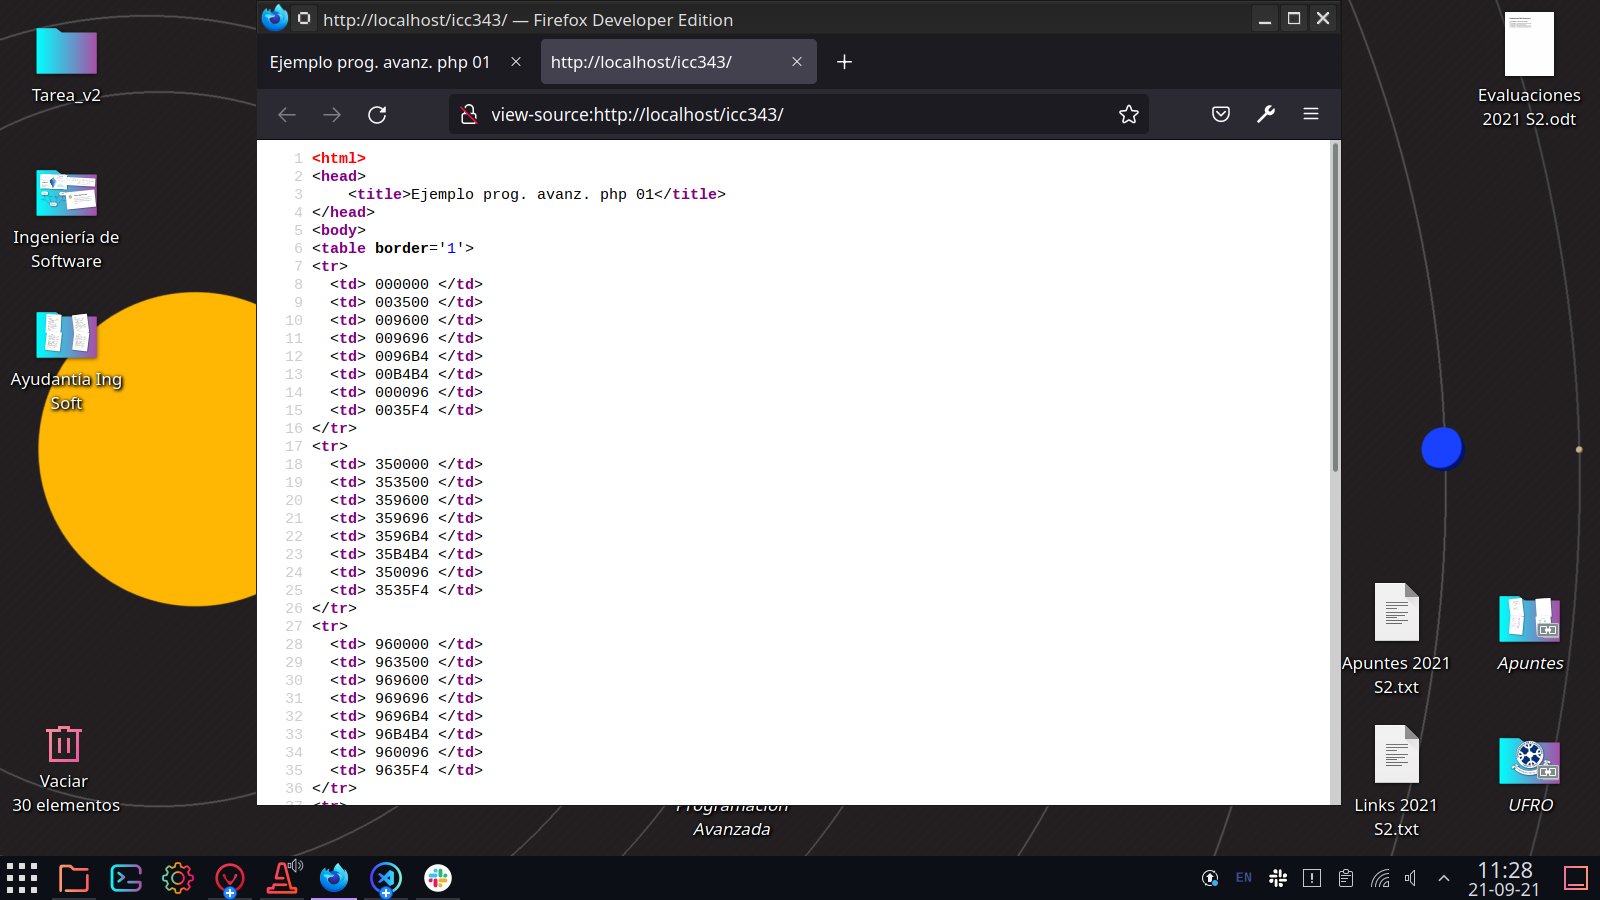 http://localhost/icc343/ — Firefox Developer Edition
Ejemplo prog. avanz. php 01
http://localhost/icc343/
view-source:http://localhost/icc343/
1 <html>
2 <head>
3 <title>Ejemplo prog. avanz. php 01</title>
4 </head>
5 <body>
6 <table border='1'>
7 <tr>
8 <td> 000000 </td>
9 <td> 003500 </td>
10 <td> 009600 </td>
11 <td> 009696 </td>
12 <td> 0096B4 </td>
13 <td> 00B4B4 </td>
14 <td> 000096 </td>
15 <td> 0035F4 </td>
16 </tr>
17 <tr>
18 <td> 350000 </td>
19 <td> 353500 </td>
20 <td> 359600 </td>
21 <td> 359696 </td>
22 <td> 3596B4 </td>
23 <td> 35B4B4 </td>
24 <td> 350096 </td>
25 <td> 3535F4 </td>
26 </tr>
27 <tr>
28 <td> 960000 </td>
29 <td> 963500 </td>
30 <td> 969600 </td>
31 <td> 969696 </td>
32 <td> 9696B4 </td>
33 <td> 96B4B4 </td>
34 <td> 960096 </td>
35 <td> 9635F4 </td>
36 </tr>
37 <tr>
Tarea_v2
Ingeniería de
Software
Ayudantía Ing
Soft
Vaciar
30 elementos
Programación
Avanzada
Evaluaciones
2021 S2.odt
Apuntes 2021
S2.txt
Apuntes
Links 2021
S2.txt
UFRO
EN
11:28
21-09-21